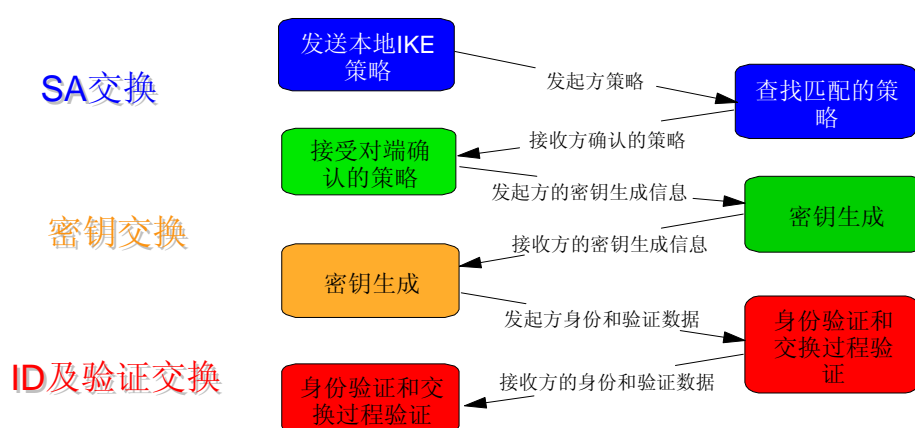 发送本地IKE
策略
SA交换
发起方策略
查找匹配的策
略
接收方确认的策略
接受对端确
认的策略
发起方的密钥生成信息
密钥交换
密钥生成
接收方的密钥生成信息
密钥生成
发起方身份和验证数据
身份验证和
交换过程验
证
ID及验证交换
接收方的身份和验证数据
身份验证和交
换过程验证